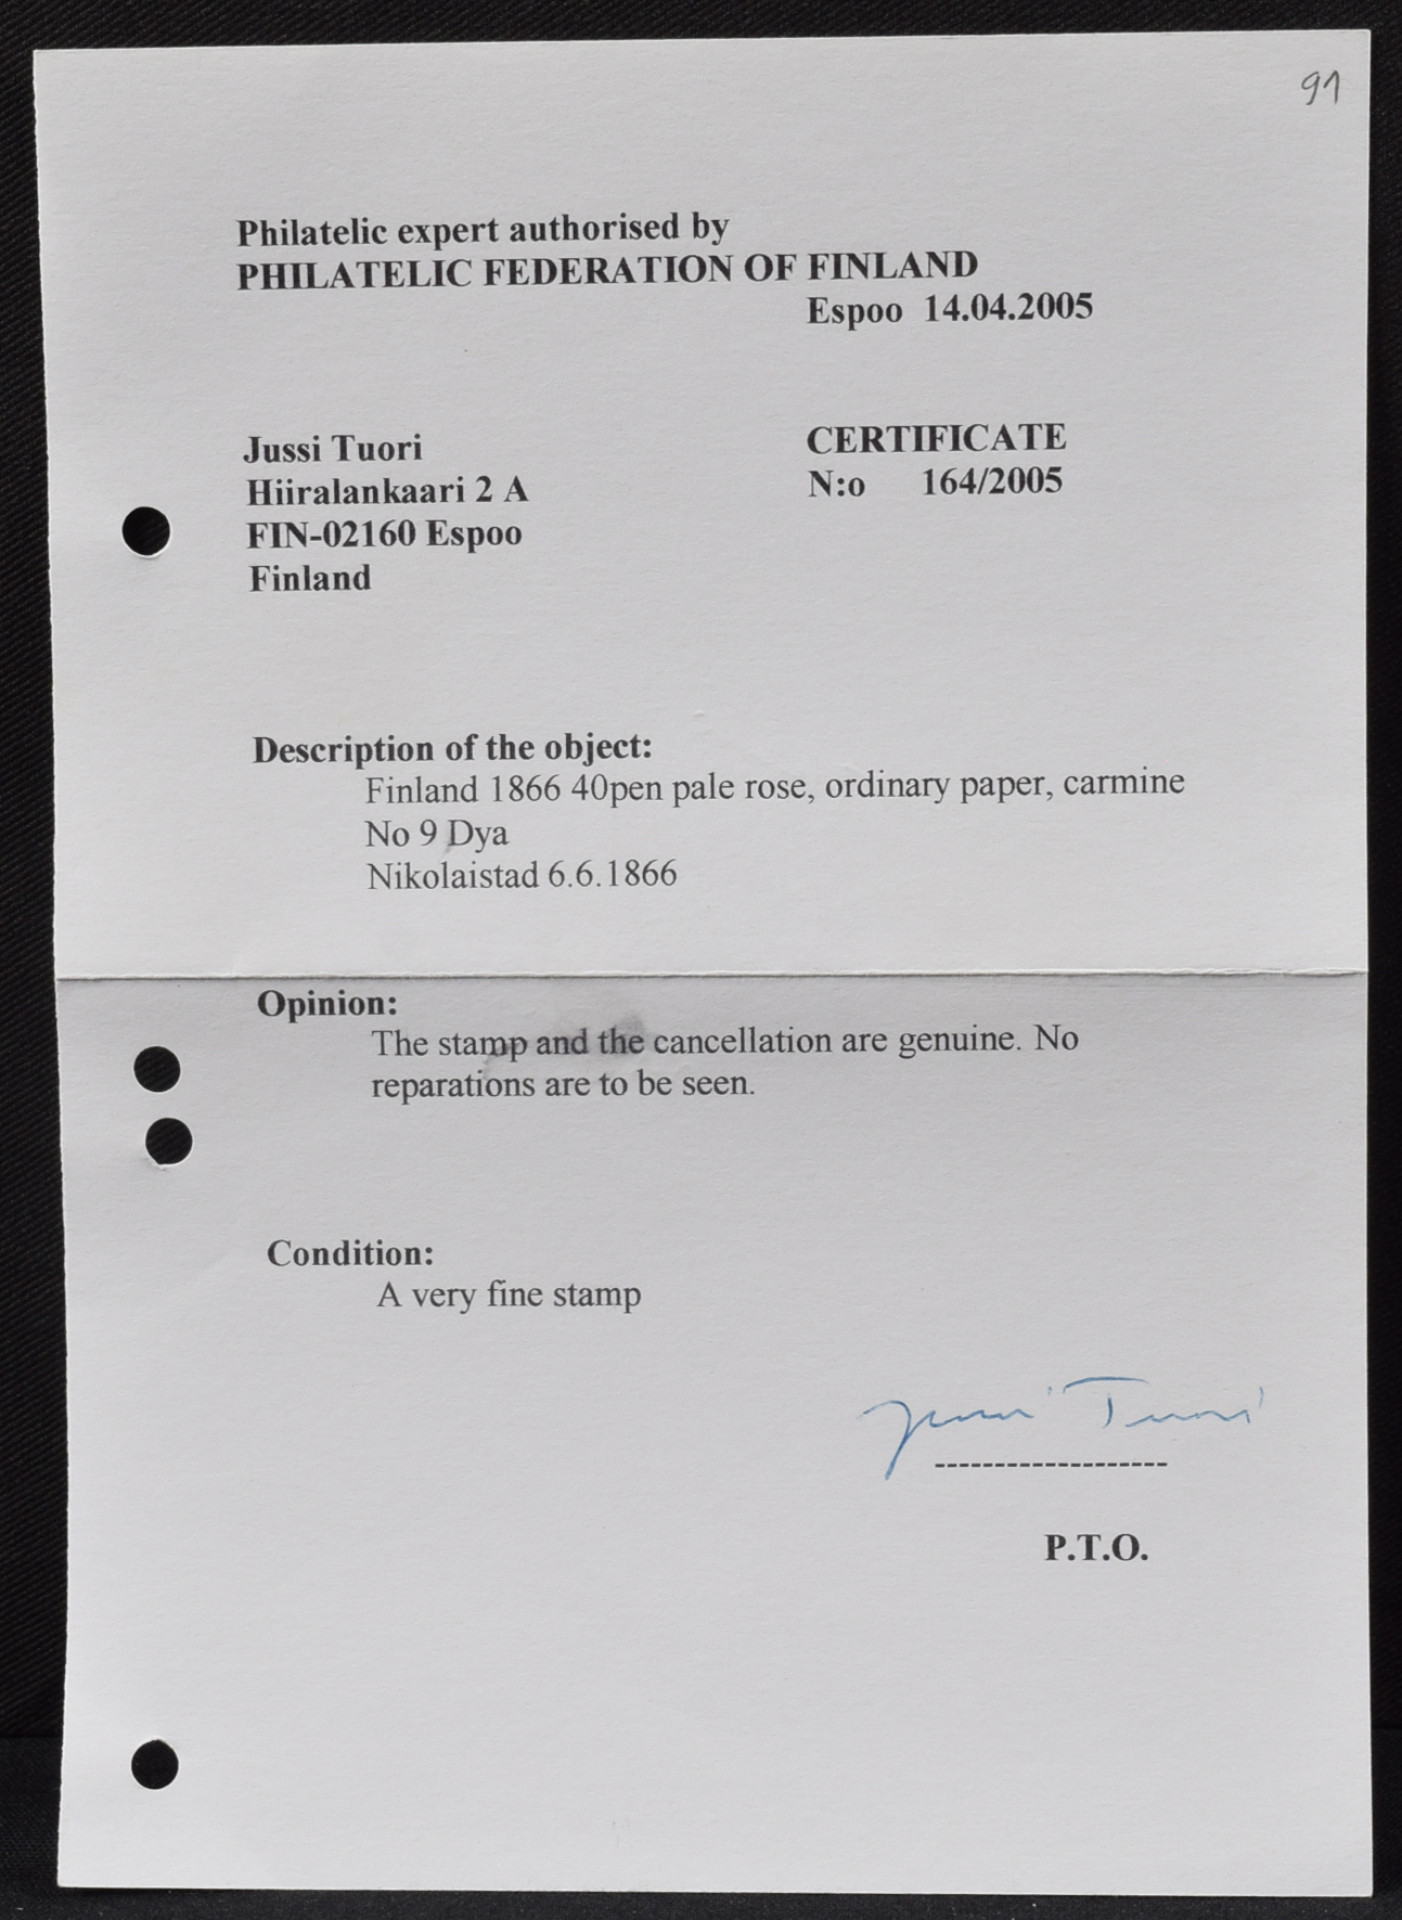 91
Philatelic expert authorised by
PHILATELIC FEDERATION OF FINLAND
Espoo 14.04.2005
Jussi Tuori
Hiiralankaari 2 A
FIN-02160 Espoo
Finland
CERTIFICATE
N:o 164/2005
Description of the object:
Finland 1866 40pen pale rose, ordinary paper, carmine
No 9 Dya
Nikolaistad 6.6.1866
Opinion:
The stamp and the cancellation are genuine. No
reparations are to be seen.
Condition:
A very fine stamp
Jussi Tuori
-------------------
P.T.O.